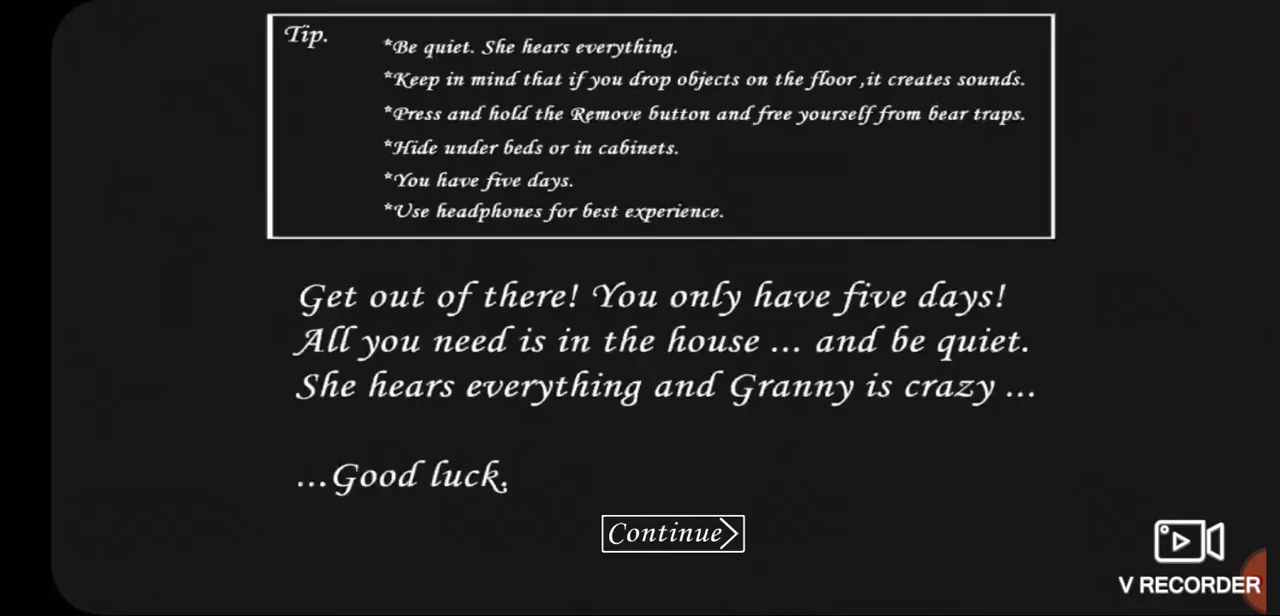 Tip.
*Be quiet. She hears everything.
*Keep in mind that if you drop objects on the floor ,it creates sounds.
*Press and hold the Remove button and free yourself from bear traps.
*Hide under beds or in cabinets.
*You have five days.
*Use headphones for best experience.
Get out of there! You only have five days!
All you need is in the house ... and be quiet.
She hears everything and Granny is crazy ...
...Good luck.
Continue
V RECORDER